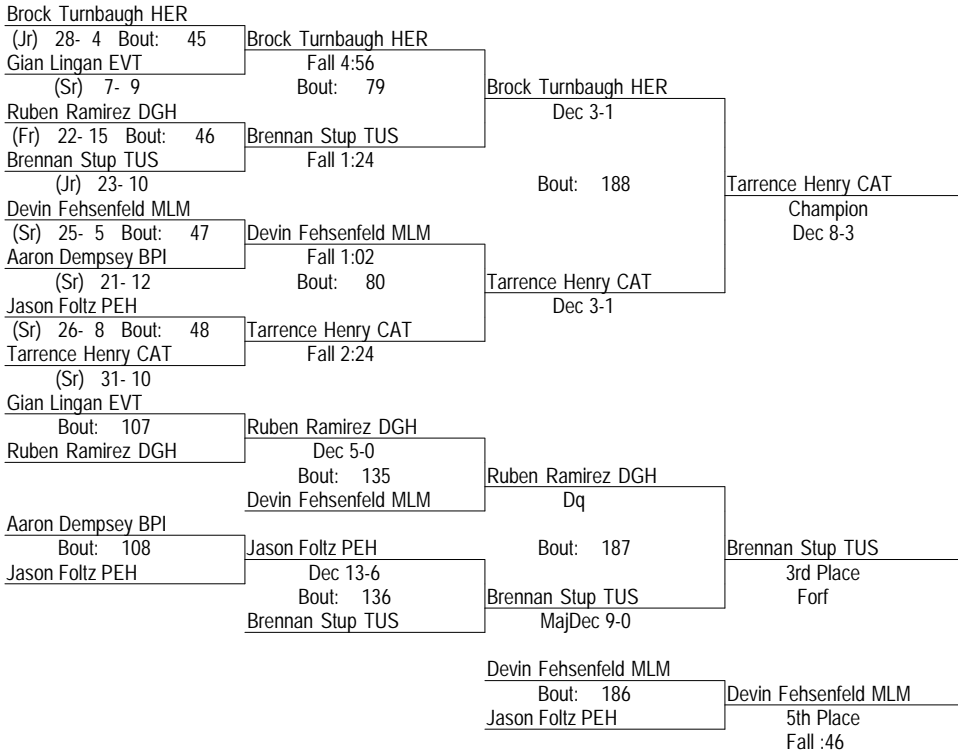 Brock Turnbaugh HER
(Jr) 28- 4 Bout: 45 Brock Turnbaugh HER
Gian Lingan EVT Fall 4:56
(Sr) 7- 9 Bout: 79 Brock Turnbaugh HER
Ruben Ramirez DGH Dec 3-1
(Fr) 22- 15 Bout: 46 Brennan Stup TUS
Brennan Stup TUS Fall 1:24
(Jr) 23- 10 Bout: 188 Tarrence Henry CAT
Devin Fehsenfeld MLM Champion
(Sr) 25- 5 Bout: 47 Devin Fehsenfeld MLM Dec 8-3
Aaron Dempsey BPI Fall 1:02
(Sr) 21- 12 Bout: 80 Tarrence Henry CAT
Jason Foltz PEH Dec 3-1
(Sr) 26- 8 Bout: 48 Tarrence Henry CAT
Tarrence Henry CAT Fall 2:24
(Sr) 31- 10
Gian Lingan EVT
Bout: 107 Ruben Ramirez DGH
Ruben Ramirez DGH Dec 5-0
Bout: 135 Ruben Ramirez DGH
Devin Fehsenfeld MLM Dq
Aaron Dempsey BPI
Bout: 108 Jason Foltz PEH Bout: 187 Brennan Stup TUS
Jason Foltz PEH Dec 13-6 3rd Place
Bout: 136 Brennan Stup TUS Forf
Brennan Stup TUS MajDec 9-0
Devin Fehsenfeld MLM
Bout: 186 Devin Fehsenfeld MLM
Jason Foltz PEH 5th Place
Fall :46